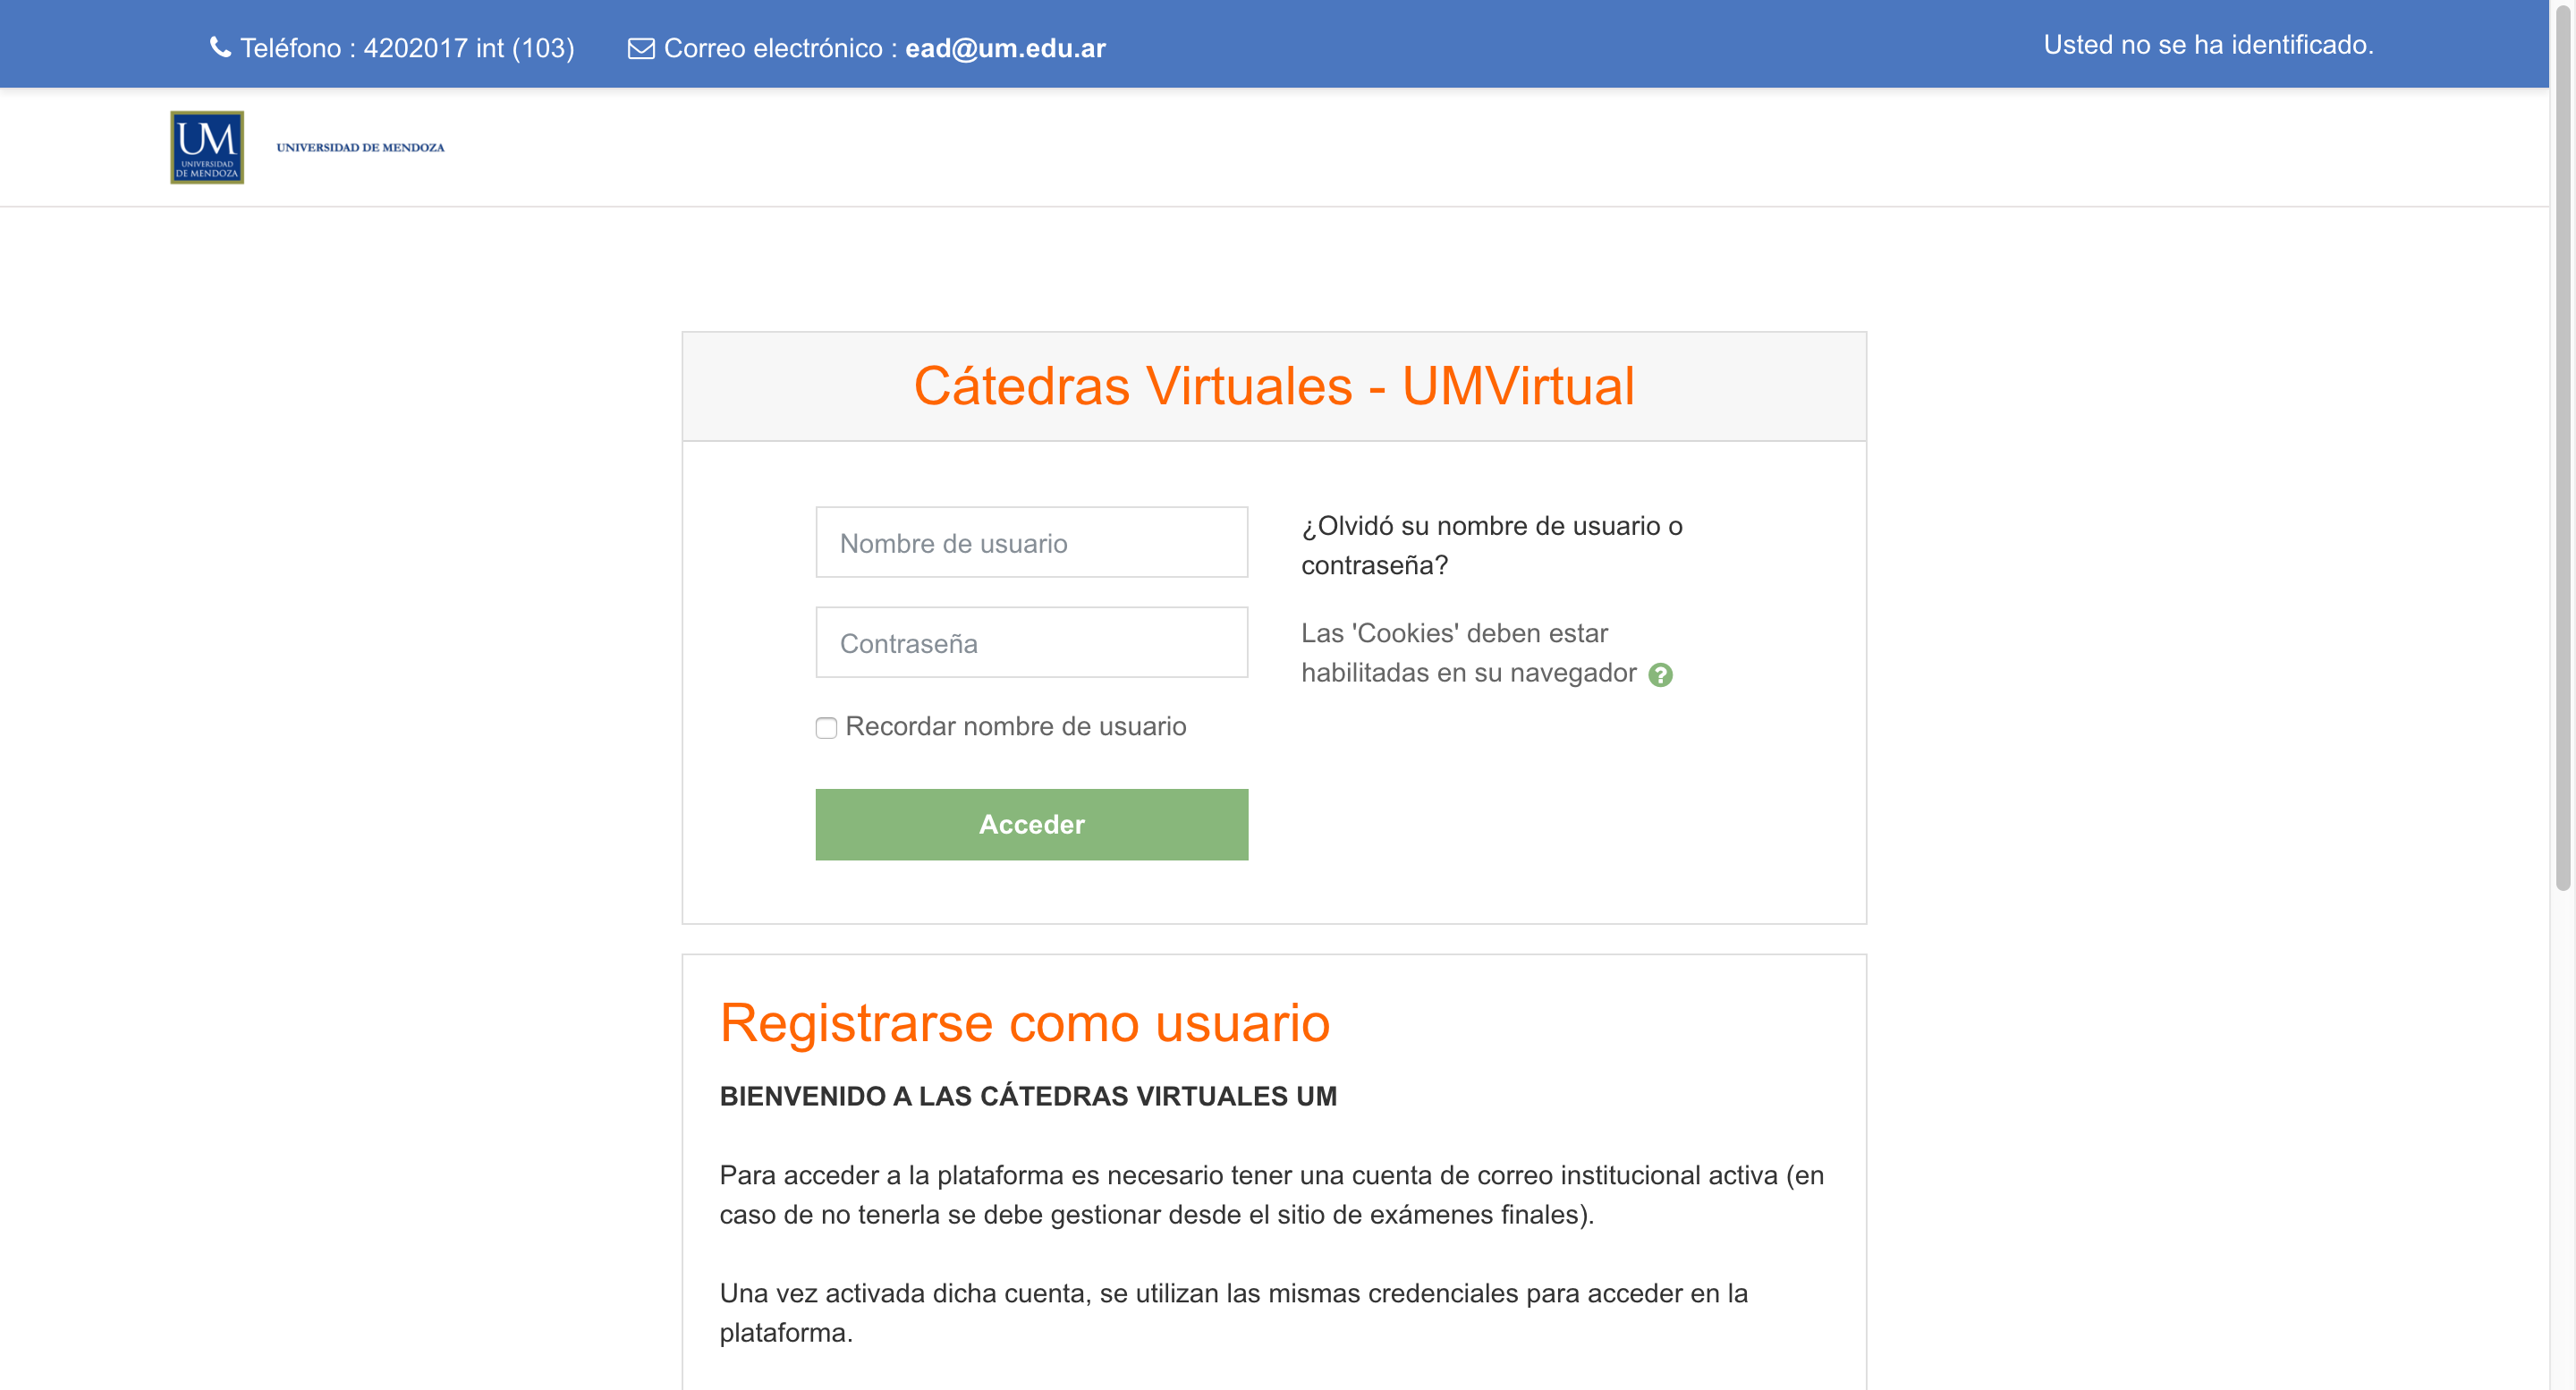 Teléfono : 4202017 int (103)
Correo electrónico : ead@um.edu.ar
Usted no se ha identificado.
UM
UNIVERSIDAD
DE MENDOZA
UNIVERSIDAD DE MENDOZA
Cátedras Virtuales - UMVirtual
Nombre de usuario
Contraseña
Recordar nombre de usuario
Acceder
¿Olvidó su nombre de usuario o
contraseña?
Las 'Cookies' deben estar
habilitadas en su navegador ?
Registrarse como usuario
BIENVENIDO A LAS CÁTEDRAS VIRTUALES UM
Para acceder a la plataforma es necesario tener una cuenta de correo institucional activa (en
caso de no tenerla se debe gestionar desde el sitio de exámenes finales).
Una vez activada dicha cuenta, se utilizan las mismas credenciales para acceder en la
plataforma.